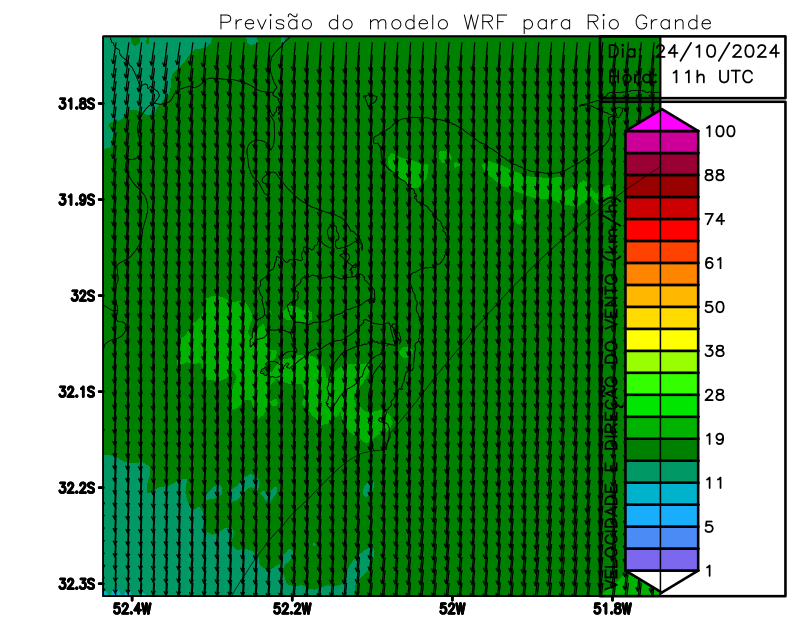 Previsão do modelo WRF para Rio Grande
Dia: 24/10/2024
Hora: 11h UTC
31.8S
31.9S
32S
32.1S
32.2S
32.3S
52.4W
52.2W
52W
51.8W
VELOCIDADE E DIREÇÃO DO VENTO (km/h)
100
88
74
61
50
38
28
19
11
5
1